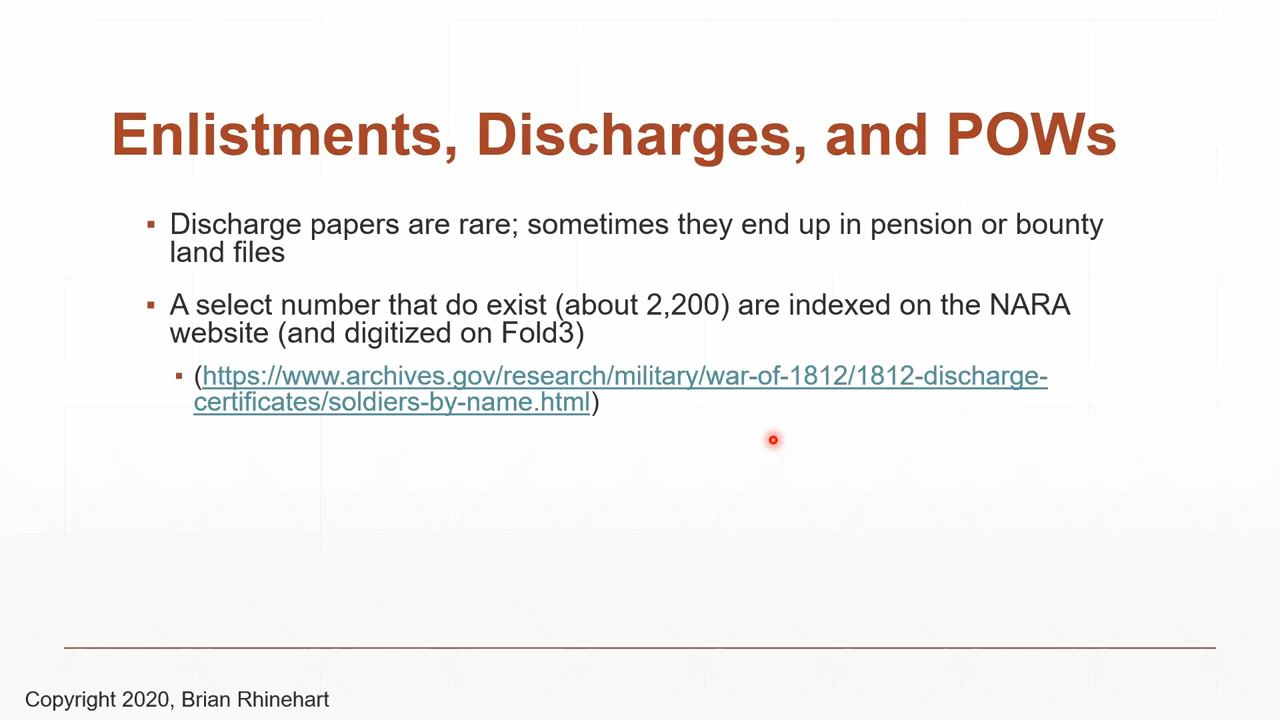 Enlistments, Discharges, and POWs
▪ Discharge papers are rare; sometimes they end up in pension or bounty
land files
▪ A select number that do exist (about 2,200) are indexed on the NARA
website (and digitized on Fold3)
▪ (https://www.archives.gov/research/military/war-of-1812/1812-discharge-
certificates/soldiers-by-name.html)
Copyright 2020, Brian Rhinehart